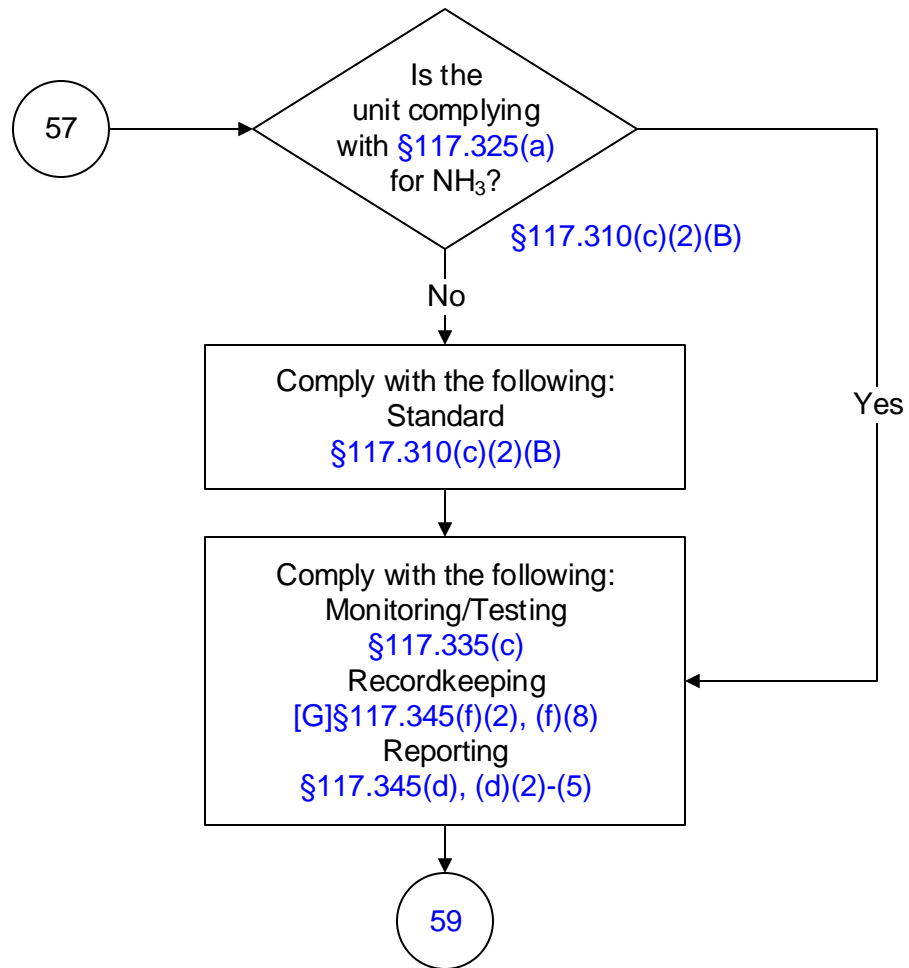 57
Is the
unit complying
with §117.325(a)
for NH₃?
§117.310(c)(2)(B)
No
Yes
Comply with the following:
Standard
§117.310(c)(2)(B)
Comply with the following:
Monitoring/Testing
§117.335(c)
Recordkeeping
[G]§117.345(f)(2), (f)(8)
Reporting
§117.345(d), (d)(2)-(5)
59